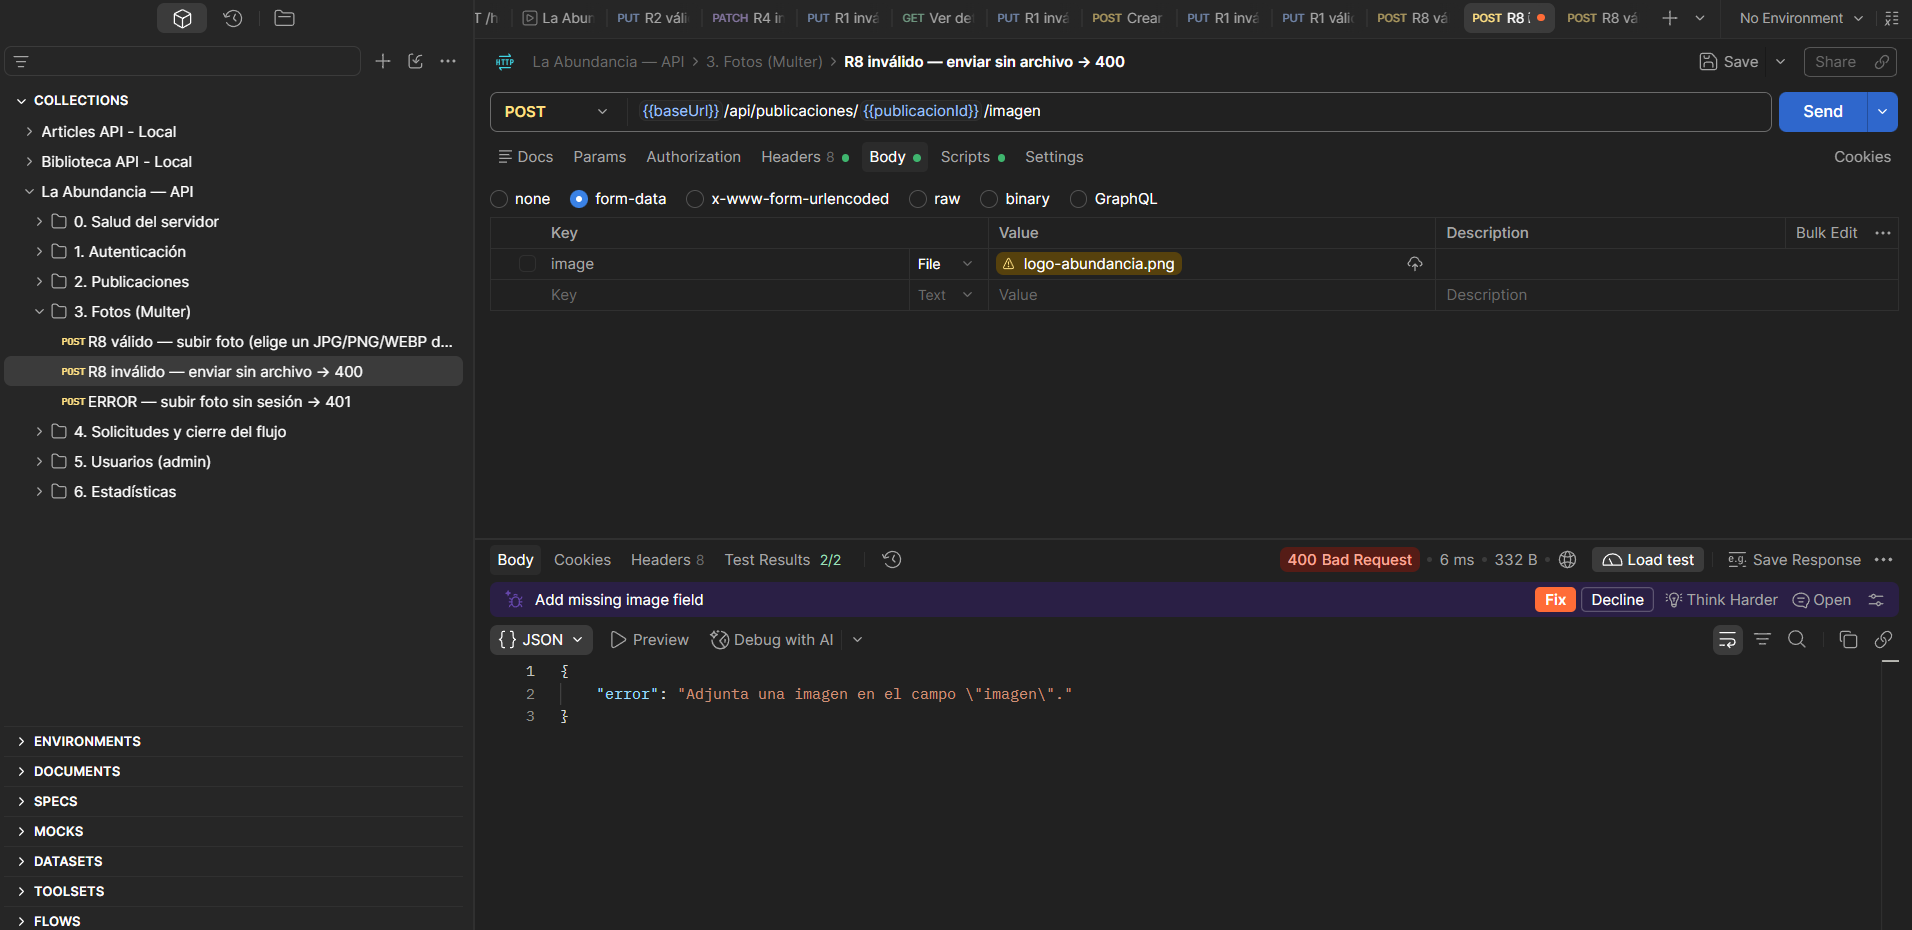 T /h
La Abun
PUT R2 váli
PATCH R4 in
PUT R1 invá
GET Ver de
PUT R1 invá
POST Crear
PUT R1 invá
PUT R1 váli
POST R8 vá
POST R8 i
POST R8 vá
No Environment
La Abundancia — API > 3. Fotos (Multer) > R8 inválido — enviar sin archivo → 400
Save
Share
COLLECTIONS
Articles API - Local
Biblioteca API - Local
La Abundancia — API
0. Salud del servidor
1. Autenticación
2. Publicaciones
3. Fotos (Multer)
POST R8 válido — subir foto (elige un JPG/PNG/WEBP d...
POST R8 inválido — enviar sin archivo → 400
POST ERROR — subir foto sin sesión → 401
4. Solicitudes y cierre del flujo
5. Usuarios (admin)
6. Estadísticas
ENVIRONMENTS
DOCUMENTS
SPECS
MOCKS
DATASETS
TOOLSETS
FLOWS
HTTP
POST
{{baseUrl}} /api/publicaciones/ {{publicacionId}} /imagen
Send
Docs Params Authorization Headers 8 Body Scripts Settings
Cookies
none form-data x-www-form-urlencoded raw binary GraphQL
Key Value Description Bulk Edit
image File logo-abundancia.png
Key Text Value Description
Body Cookies Headers 8 Test Results 2/2
400 Bad Request • 6 ms • 332 B
Load test
e.g. Save Response
Add missing image field
Fix Decline Think Harder Open
{} JSON Preview Debug with AI
1 {
2 "error": "Adjunta una imagen en el campo \"imagen\"."
3 }